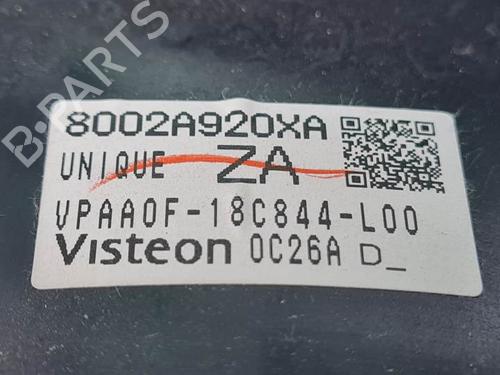 8002A920XA
UNIQUE ZA
VPAA0F-18C844-L00
Visteon 0C26A D_
B-PARTS